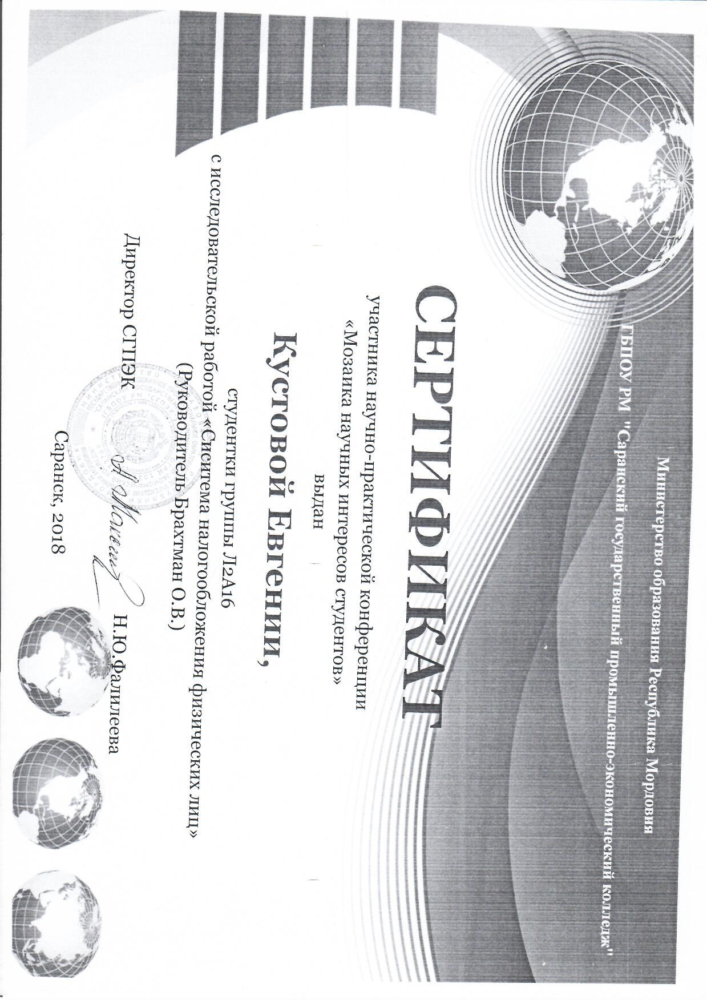 Министерство образования Республика Мордовия
ГБПОУ РМ "Саранский государственный промышленно-экономический колледж"
СЕРТИФИКАТ
участника научно-практической конференции
«Мозаика научных интересов студентов»
выдан
Кустовой Евгении,
студентки группы Л2А16
с исследовательской работой «Сиситема налогообложения физических лиц»
(Руководитель Брахтман О.В.)
Директор СГПЭК Н.Ю.Фалилеева
Саранск, 2018